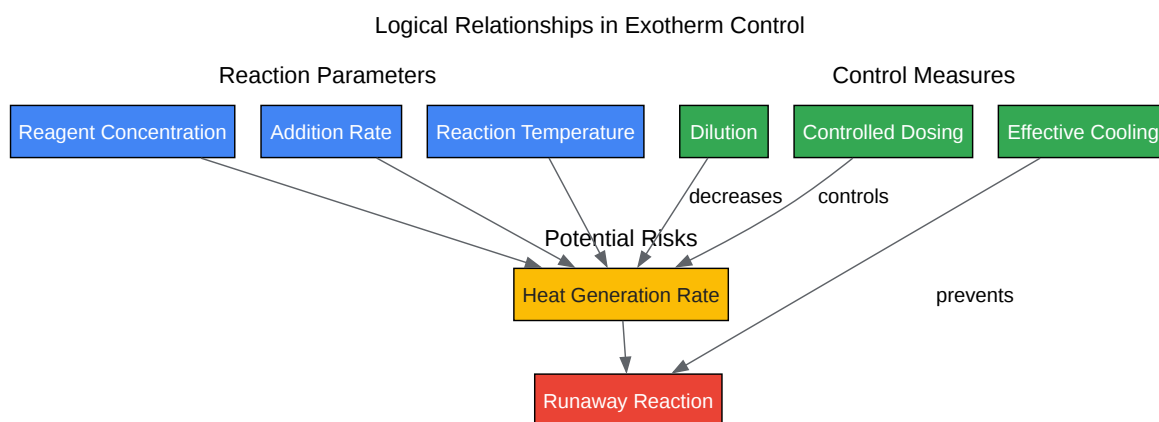 Logical Relationships in Exotherm Control
Reaction Parameters
Control Measures
Reagent Concentration
Addition Rate
Reaction Temperature
Dilution
Controlled Dosing
Effective Cooling
decreases
controls
Potential Risks
Heat Generation Rate
prevents
Runaway Reaction